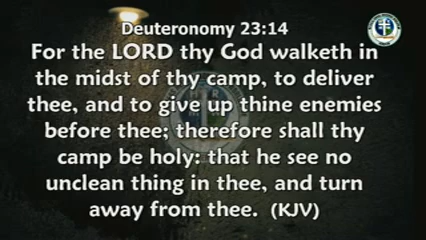 Deuteronomy 23:14
For the LORD thy God walketh in
the midst of thy camp, to deliver
thee, and to give up thine enemies
before thee; therefore shall thy
camp be holy: that he see no
unclean thing in thee, and turn
away from thee. (KJV)